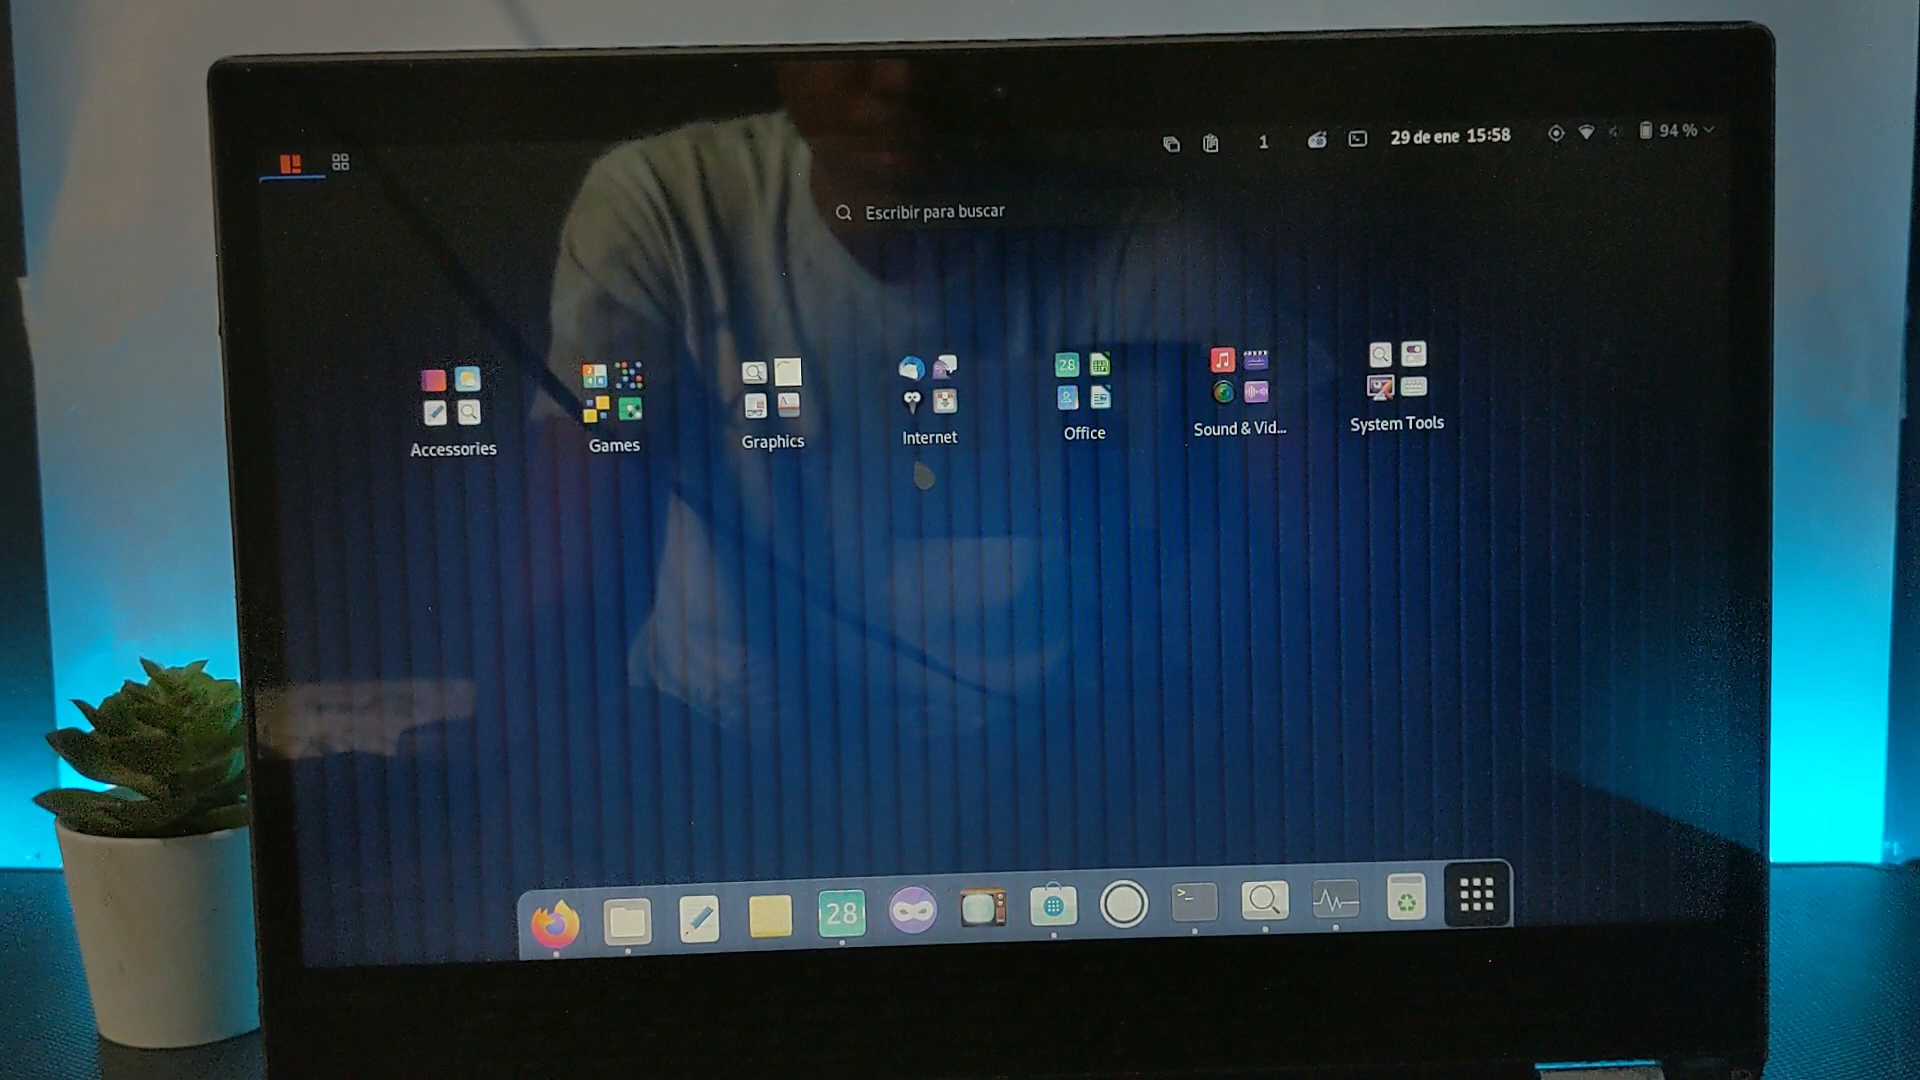 1 29 de ene 15:58 94 %
Escribir para buscar
Accessories Games Graphics Internet Office Sound & Vid... System Tools
28
28